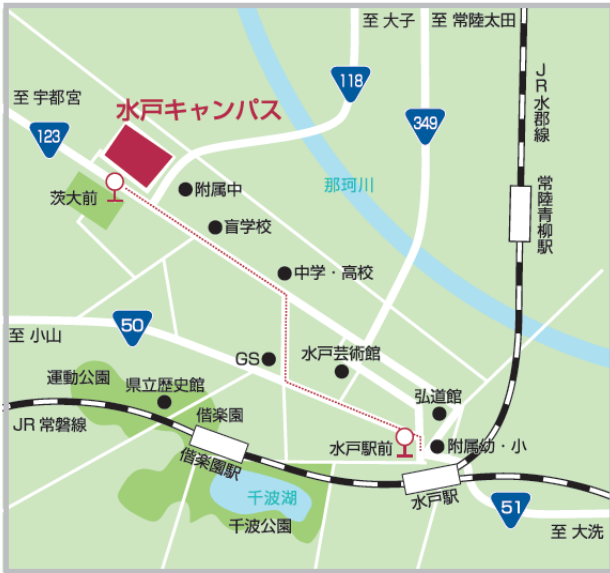 至 大子
至 常陸太田
118
JR水郡線
至 宇都宮
水戸キャンパス
349
123
那珂川
常陸青柳駅
茨大前
附属中
盲学校
中学・高校
50
至 小山
GS
水戸芸術館
運動公園
県立歴史館
弘道館
偕楽園
JR 常磐線
水戸駅前
附属幼・小
偕楽園駅
千波湖
水戸駅
51
千波公園
至 大洗